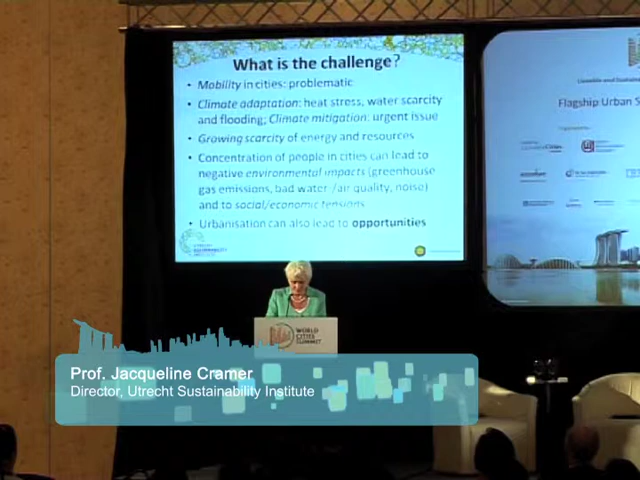 What is the challenge?
• Mobility in cities: problematic
• Climate adaptation: heat stress, water scarcity
and flooding; Climate mitigation: urgent issue
• Growing scarcity of energy and resources
• Concentration of people in cities can lead to
negative environmental impacts (greenhouse
gas emissions, bad water /air quality, noise)
and to social/economic tensions
• Urbanisation can also lead to opportunities
Flagship Urban S
WORLD
CITIES
SUMMIT
Prof. Jacqueline Cramer
Director, Utrecht Sustainability Institute